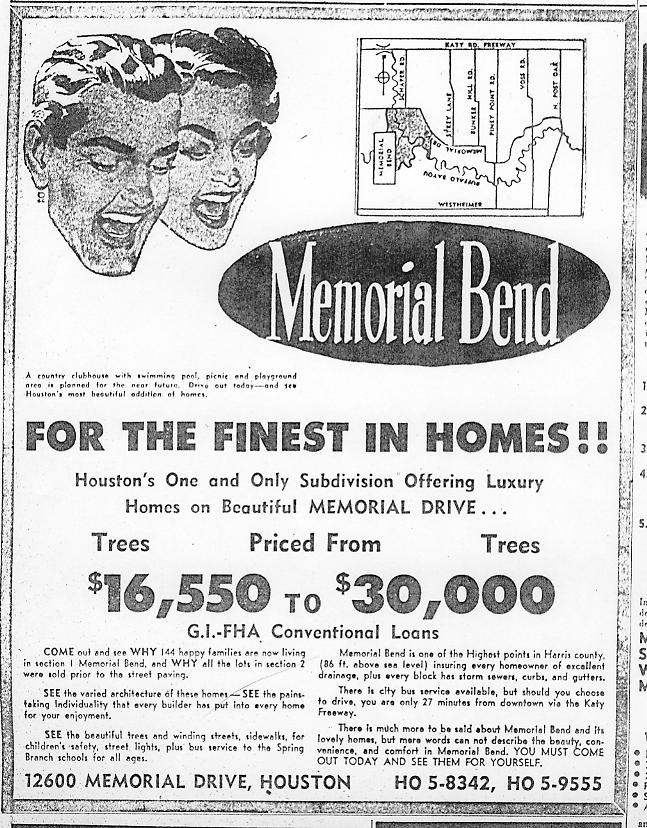 KATY RD. FREEWAY
SCHAFER RD.
STREY LANE
BUNKER HILL RD.
PINEY POINT RD.
VOSS RD.
N. POST OAK
MEMORIAL DR.
MEMORIAL BEND
BUFFALO BAYOU
WESTHEIMER
Memorial Bend
A country clubhouse with swimming pool, picnic and playground
area is planned for the near future. Drive out today—and see
Houston's most beautiful addition of homes.
FOR THE FINEST IN HOMES!!
Houston's One and Only Subdivision Offering Luxury
Homes on Beautiful MEMORIAL DRIVE...
Trees Priced From Trees
$16,550 TO $30,000
G.I.-FHA Conventional Loans
COME out and see WHY 144 happy families are now living
in section 1 Memorial Bend, and WHY all the lots in section 2
were sold prior to the street paving.
SEE the varied architecture of these homes—SEE the pains-
taking individuality that every builder has put into every home
for your enjoyment.
SEE the beautiful trees and winding streets, sidewalks, for
children's safety, street lights, plus bus service to the Spring
Branch schools for all ages.
Memorial Bend is one of the Highest points in Harris county,
(86 ft. above sea level) insuring every homeowner of excellent
drainage, plus every block has storm sewers, curbs, and gutters.
There is city bus service available, but should you choose
to drive, you are only 27 minutes from downtown via the Katy
Freeway.
There is much more to be said about Memorial Bend and its
lovely homes, but more words can not describe the beauty, con-
venience, and comfort in Memorial Bend. YOU MUST COME
OUT TODAY AND SEE THEM FOR YOURSELF.
12600 MEMORIAL DRIVE, HOUSTON HO 5-8342, HO 5-9555